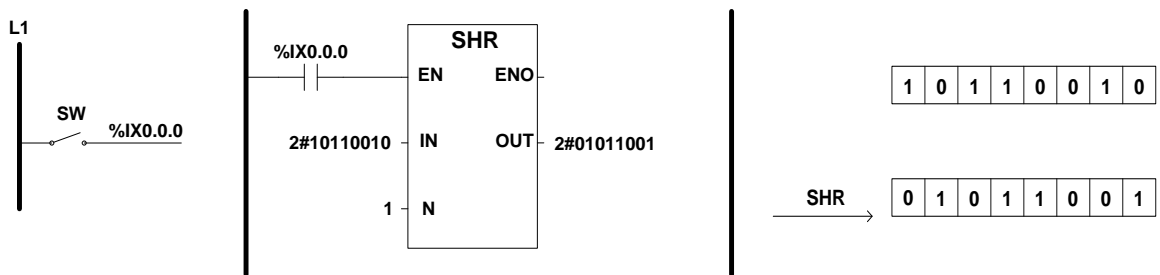 L1
SW
%IX0.0.0
%IX0.0.0
SHR
EN ENO
2#10110010 IN OUT 2#01011001
1 N
1 0 1 1 0 0 1 0
SHR
0 1 0 1 1 0 0 1